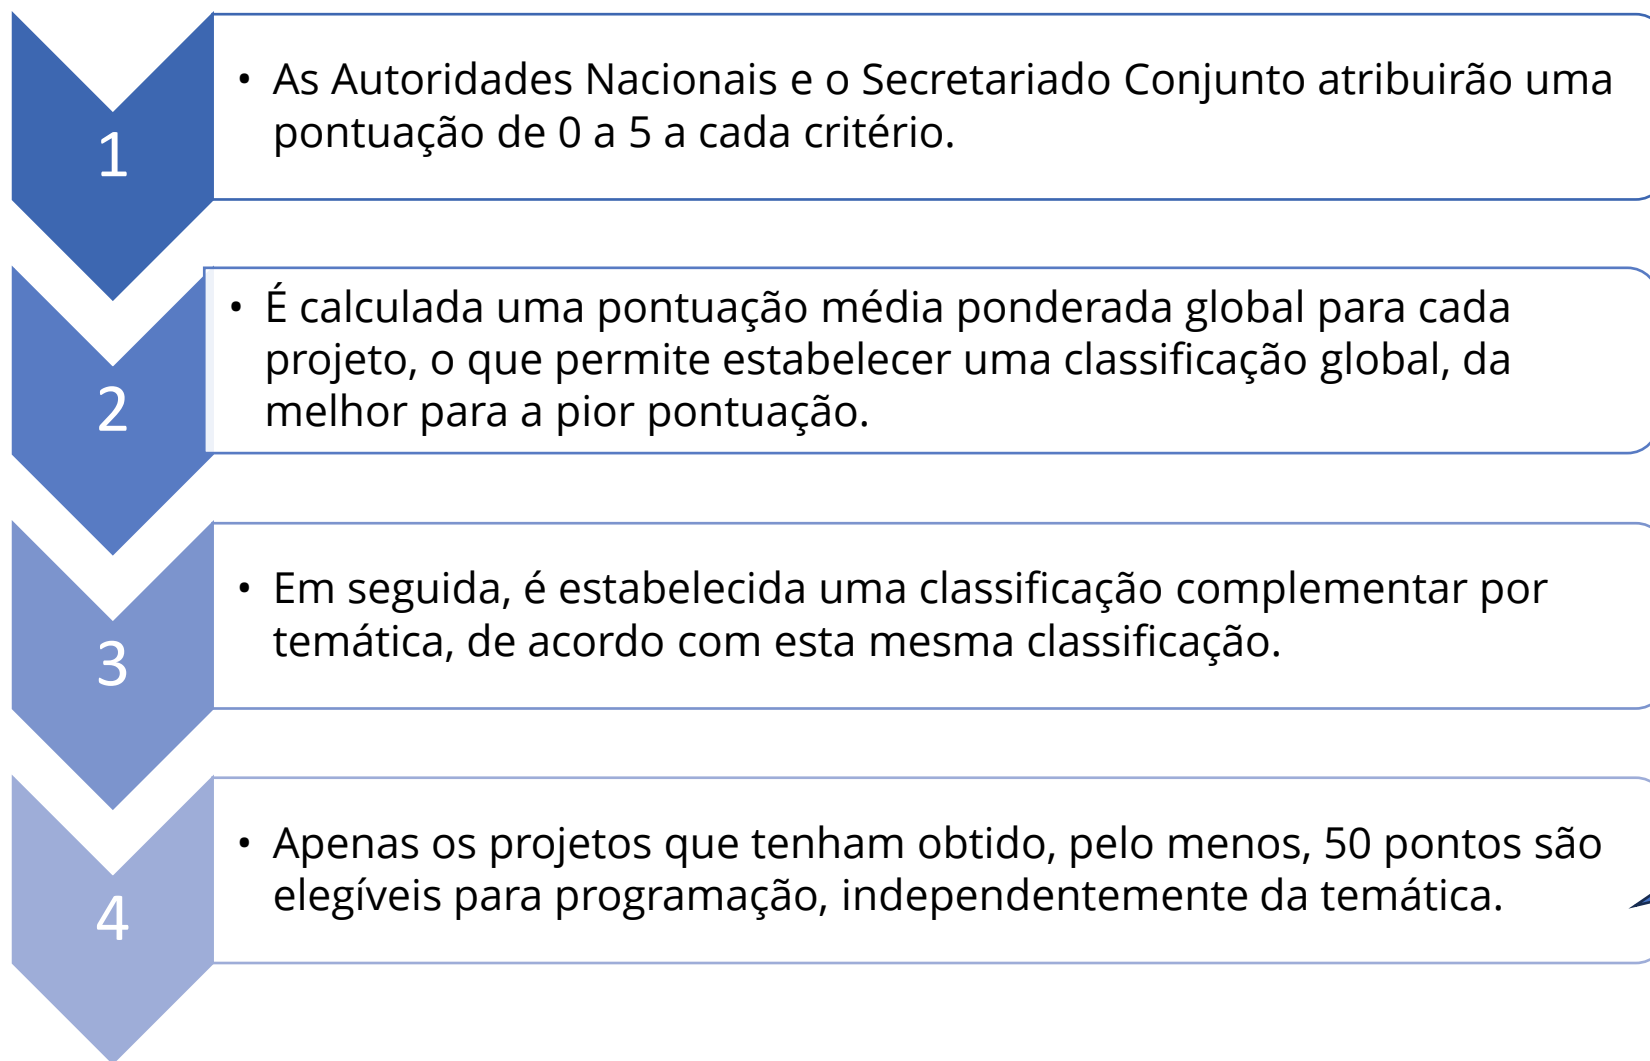 1
• As Autoridades Nacionais e o Secretariado Conjunto atribuirão uma
pontuação de 0 a 5 a cada critério.
2
• É calculada uma pontuação média ponderada global para cada
projeto, o que permite estabelecer uma classificação global, da
melhor para a pior pontuação.
3
• Em seguida, é estabelecida uma classificação complementar por
temática, de acordo com esta mesma classificação.
4
• Apenas os projetos que tenham obtido, pelo menos, 50 pontos são
elegíveis para programação, independentemente da temática.